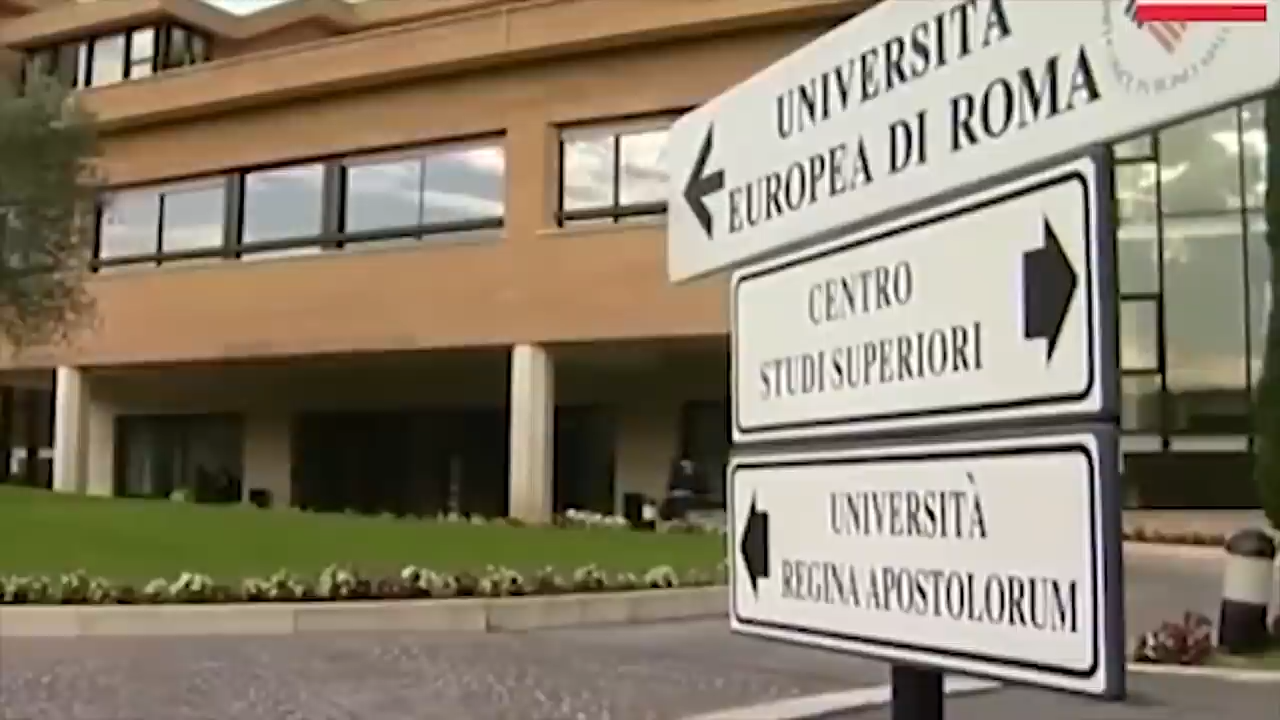 UNIVERSITÀ
EUROPEA DI ROMA
CENTRO
STUDI SUPERIORI
UNIVERSITÀ
REGINA APOSTOLORUM